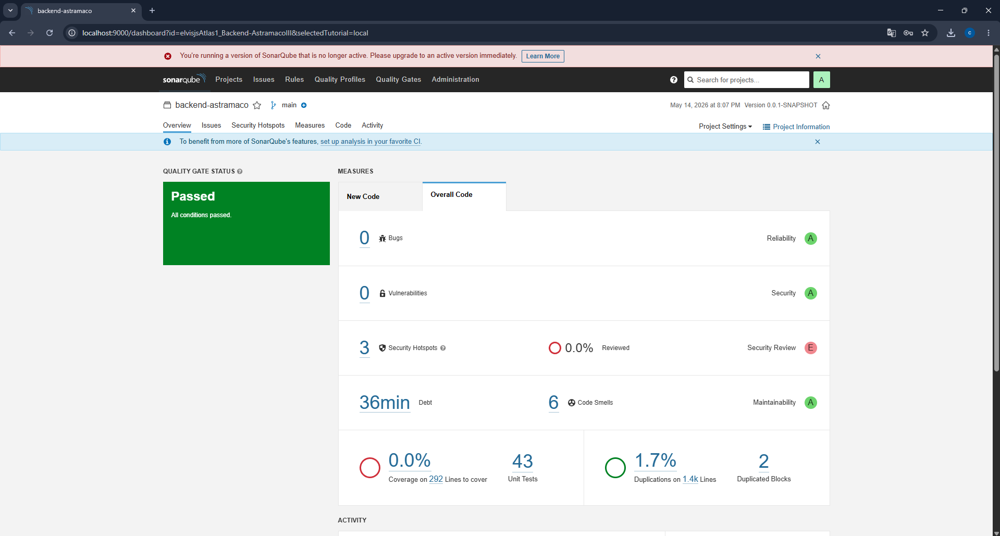 backend-astramaco
localhost:9000/dashboard?id=elvisjsAtlas1_Backend-AstramacoIII&selectedTutorial=local
c
You're running a version of SonarQube that is no longer active. Please upgrade to an active version immediately. Learn More
sonarqube Projects Issues Rules Quality Profiles Quality Gates Administration Search for projects... A
backend-astramaco main May 14, 2026 at 8:07 PM Version 0.0.1-SNAPSHOT
Overview Issues Security Hotspots Measures Code Activity Project Settings Project Information
To benefit from more of SonarQube's features, set up analysis in your favorite CI.
QUALITY GATE STATUS
Passed
All conditions passed.
MEASURES
New Code Overall Code
0 Bugs Reliability A
0 Vulnerabilities Security A
3 Security Hotspots 0.0% Reviewed Security Review E
36min Debt 6 Code Smells Maintainability A
0.0% 43 1.7% 2
Coverage on 292 Lines to cover Unit Tests Duplications on 1.4k Lines Duplicated Blocks
ACTIVITY